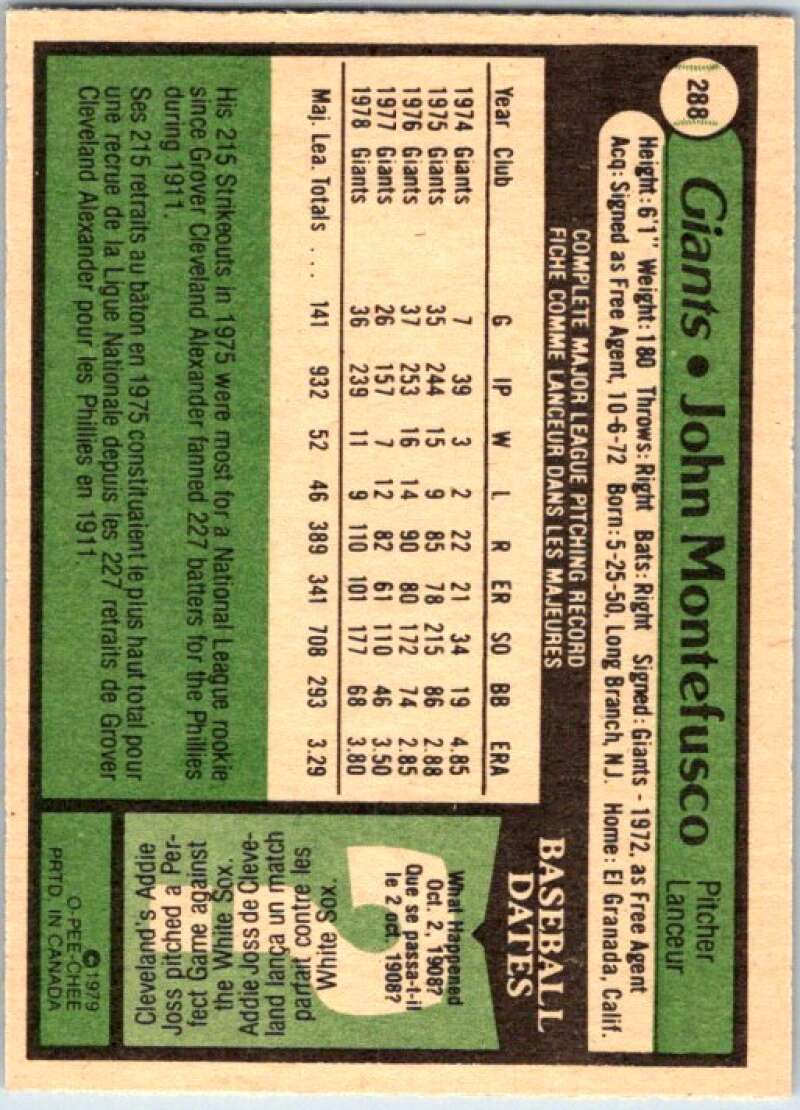 288
Giants • John Montefusco
Pitcher
Lanceur
Height: 6'1" Weight: 180 Throws: Right Bats: Right Signed: Giants - 1972, as Free Agent
Acq: Signed as Free Agent, 10-6-72 Born: 5-25-50, Long Branch, N.J. Home: El Granada, Calif.
COMPLETE MAJOR LEAGUE PITCHING RECORD
FICHE COMME LANCEUR DANS LES MAJEURES
Year Club G IP W L R ER SO BB ERA
1974 Giants 7 39 3 2 22 21 34 19 4.85
1975 Giants 35 244 15 9 85 78 215 86 2.88
1976 Giants 37 253 16 14 90 80 172 74 2.85
1977 Giants 26 157 7 12 82 61 110 46 3.50
1978 Giants 36 239 11 9 110 101 177 68 3.80
Maj. Lea. Totals .... 141 932 52 46 389 341 708 293 3.29
His 215 Strikeouts in 1975 were most for a National League rookie
since Grover Cleveland Alexander fanned 227 batters for the Phillies
during 1911.
Ses 215 retraits au bâton en 1975 constituaient le plus haut total pour
une recrue de la Ligue Nationale depuis les 227 retraits de Grover
Cleveland Alexander pour les Phillies en 1911
BASEBALL
DATES
What Happened
Oct. 2, 1908?
Que se passa-t-il
le 2 oct. 1908?
Cleveland's Addie
Joss pitched a Per-
fect Game against
the White Sox.
Addie Joss de Cleve-
land lança un match
parfait contre les
White Sox.
©1979
O-PEE-CHEE
PRTD. IN CANADA